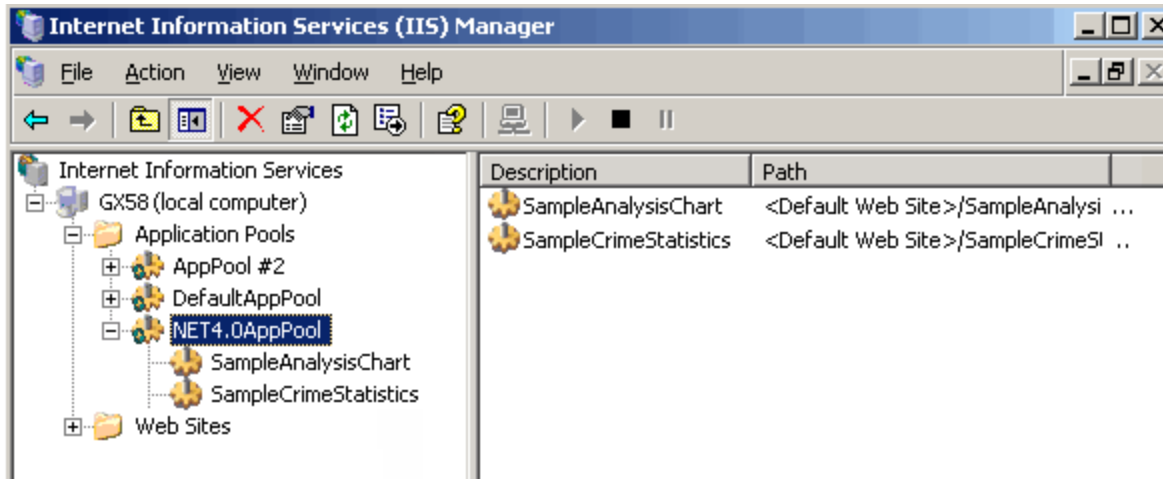 Internet Information Services (IIS) Manager
File Action View Window Help
Internet Information Services
GX58 (local computer)
Application Pools
AppPool #2
DefaultAppPool
NET4.0AppPool
SampleAnalysisChart
SampleCrimeStatistics
Web Sites
Description Path
SampleAnalysisChart <Default Web Site>/SampleAnalysi ...
SampleCrimeStatistics <Default Web Site>/SampleCrimeS ..